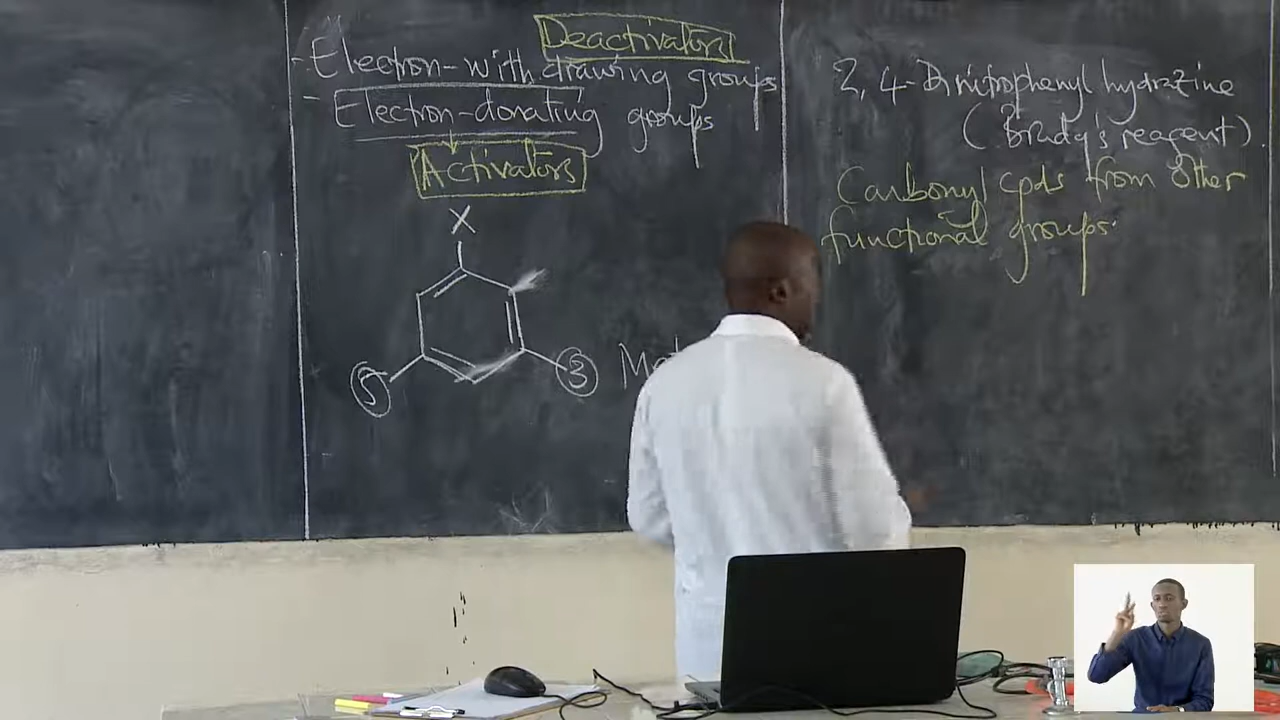 Deactivators
- Electron-withdrawing groups
- Electron-donating groups
Activators
X
5
3
2, 4-Dinitrophenyl hydrazine
(Brady's reagent).
Carbonyl cpds from other
functional groups.